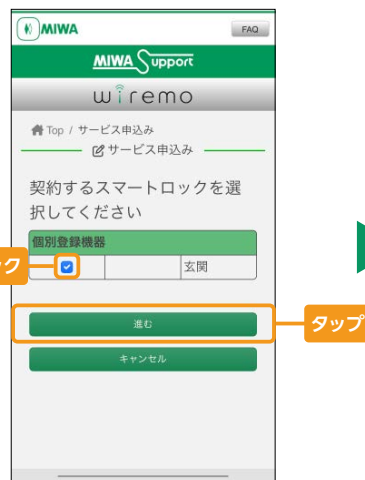 MIWA
FAQ
MIWA Support
wiremo
Top / サービス申込み
サービス申込み
契約するスマートロックを選
択してください
個別登録機器
ック
玄関
進む
タップ
キャンセル